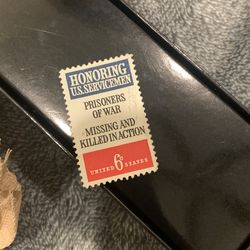 HONORING
U.S. SERVICEMEN
PRISONERS
OF WAR
MISSING AND
KILLED IN ACTION
UNITED 6c STATES